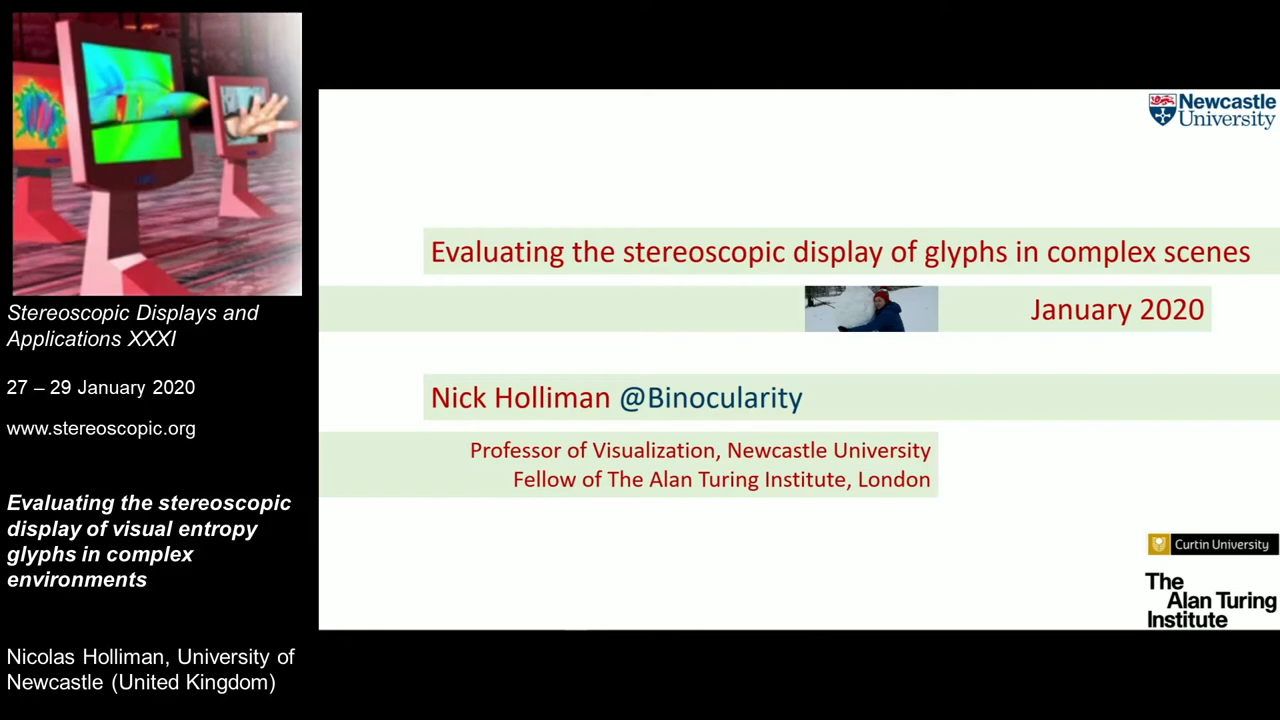 Stereoscopic Displays and
Applications XXXI
27 – 29 January 2020
www.stereoscopic.org
Evaluating the stereoscopic
display of visual entropy
glyphs in complex
environments
Nicolas Holliman, University of
Newcastle (United Kingdom)
Newcastle
University
Evaluating the stereoscopic display of glyphs in complex scenes
January 2020
Nick Holliman @Binocularity
Professor of Visualization, Newcastle University
Fellow of The Alan Turing Institute, London
Curtin University
The
Alan Turing
Institute